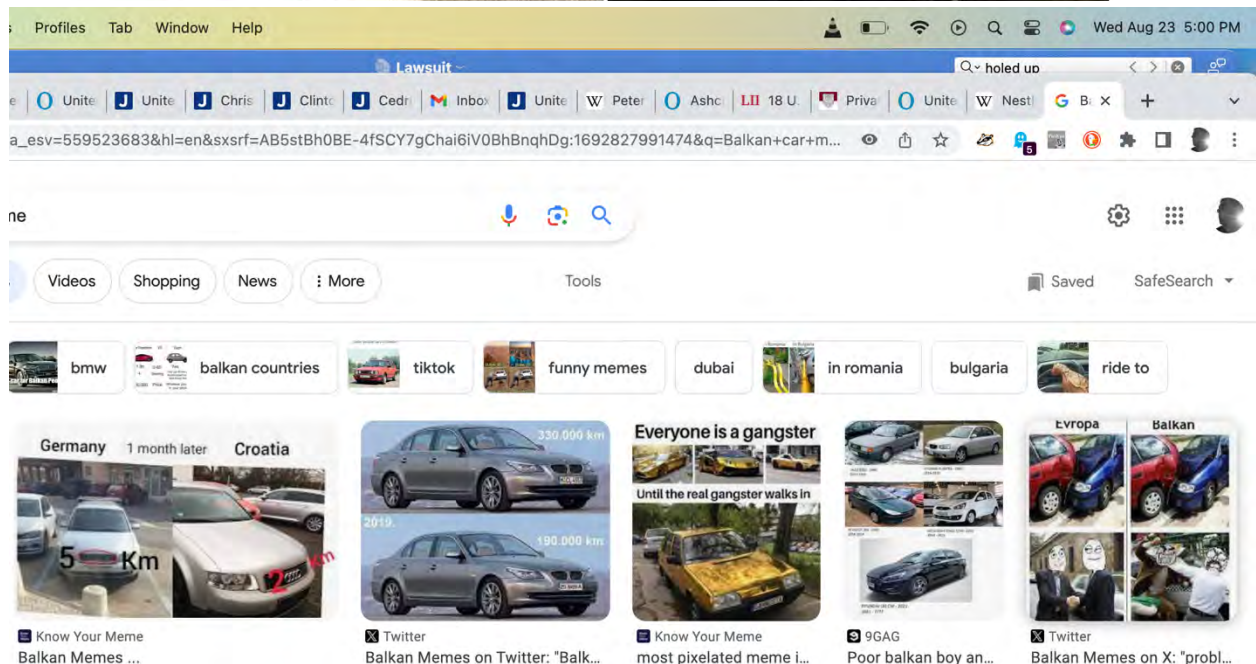 Profiles Tab Window Help Wed Aug 23 5:00 PM
Lawsuit holed up
Unite Unite Chris Clint Cedr Inbox Unite W Peter Ashc LII 18 U. Priva Unite W Nest G B
a_esv=559523683&hl=en&sxsrf=AB5stBh0BE-4fSCY7gChai6iV0BhBnqhDg:1692827991474&q=Balkan+car+m... 5
me
Videos Shopping News More Tools Saved SafeSearch
bmw balkan countries tiktok funny memes dubai in romania bulgaria ride to
Germany 1 month later Croatia
5 Km
2 km
330.000 km
2019.
190.000 km
Everyone is a gangster
Until the real gangster walks in
Evropa Balkan
Know Your Meme
Balkan Memes ...
Twitter
Balkan Memes on Twitter: "Balk...
Know Your Meme
most pixelated meme i...
9GAG
Poor balkan boy an...
Twitter
Balkan Memes on X: "probl...